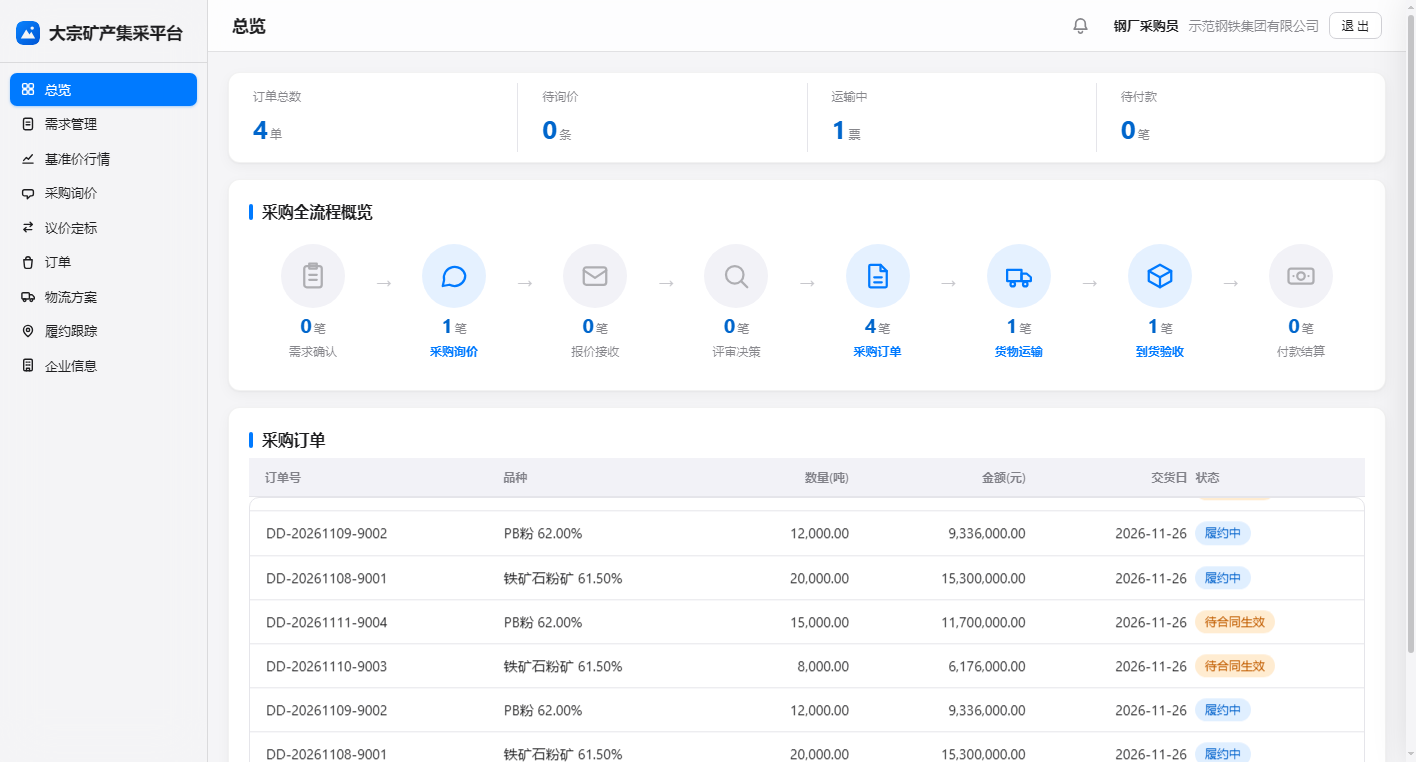 大宗矿产集采平台
总览
需求管理
基准价行情
采购询价
议价定标
订单
物流方案
履约跟踪
企业信息
总览
钢厂采购员 示范钢铁集团有限公司 退 出
订单总数 待询价 运输中 待付款
4单 0条 1票 0笔
采购全流程概览
→ → → → → → →
0笔 1笔 0笔 0笔 4笔 1笔 1笔 0笔
需求确认 采购询价 报价接收 评审决策 采购订单 货物运输 到货验收 付款结算
采购订单
订单号 品种 数量(吨) 金额(元) 交货日 状态
DD-20261109-9002 PB粉 62.00% 12,000.00 9,336,000.00 2026-11-26 履约中
DD-20261108-9001 铁矿石粉矿 61.50% 20,000.00 15,300,000.00 2026-11-26 履约中
DD-20261111-9004 PB粉 62.00% 15,000.00 11,700,000.00 2026-11-26 待合同生效
DD-20261110-9003 铁矿石粉矿 61.50% 8,000.00 6,176,000.00 2026-11-26 待合同生效
DD-20261109-9002 PB粉 62.00% 12,000.00 9,336,000.00 2026-11-26 履约中
DD-20261108-9001 铁矿石粉矿 61.50% 20,000.00 15,300,000.00 2026-11-26 履约中